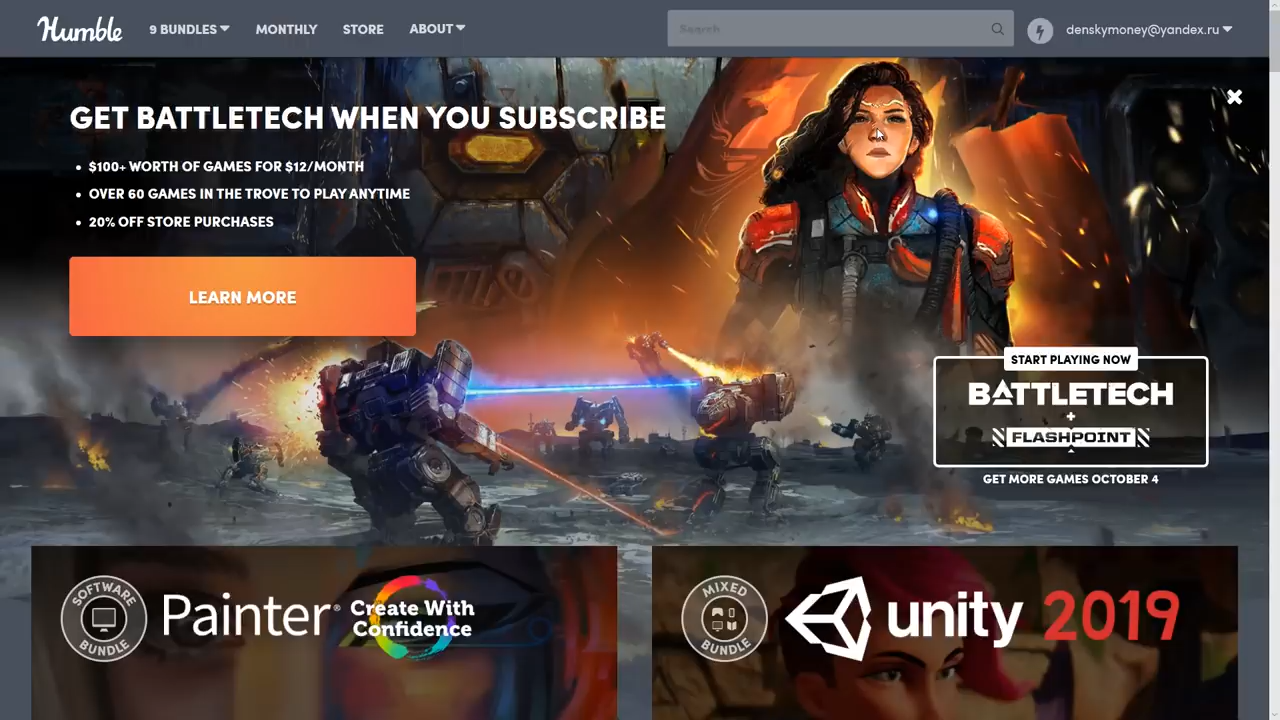 Humble
9 BUNDLES
MONTHLY
STORE
ABOUT
Search
denskymoney@yandex.ru
GET BATTLETECH WHEN YOU SUBSCRIBE
• $100+ WORTH OF GAMES FOR $12/MONTH
• OVER 60 GAMES IN THE TROVE TO PLAY ANYTIME
• 20% OFF STORE PURCHASES
LEARN MORE
START PLAYING NOW
BATTLETECH
+
FLASHPOINT
GET MORE GAMES OCTOBER 4
SOFTWARE BUNDLE
Painter®
Create With
Confidence
MIXED BUNDLE
unity 2019